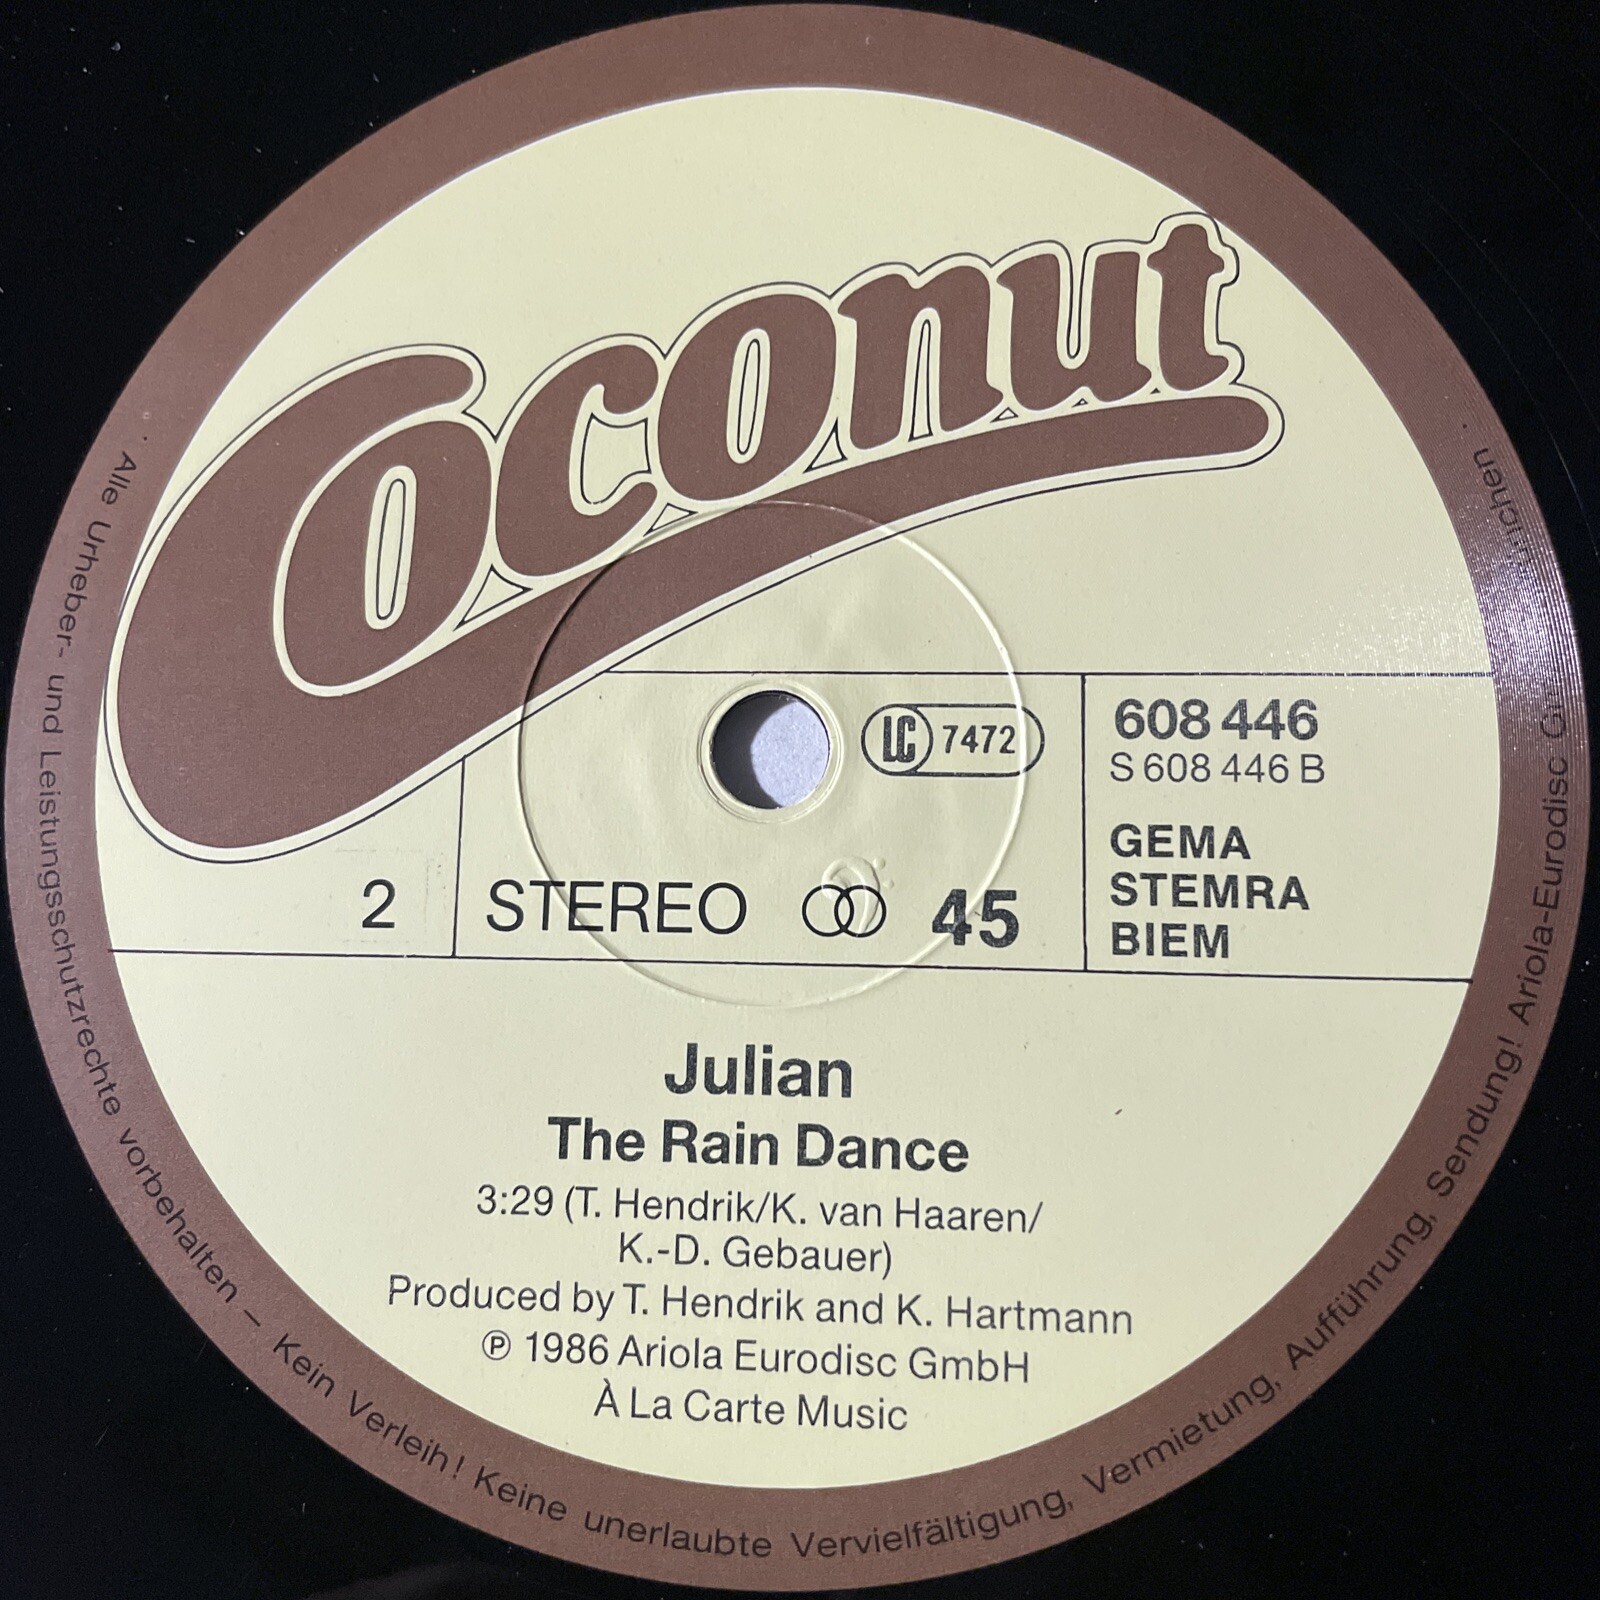 Coconut
LC 7472
608 446
S 608 446 B
GEMA
STEMRA
BIEM
2
STEREO
45
Julian
The Rain Dance
3:29 (T. Hendrik/K. van Haaren/
K.-D. Gebauer)
Produced by T. Hendrik and K. Hartmann
℗ 1986 Ariola Eurodisc GmbH
À La Carte Music
Alle Urheber- und Leistungsschutzrechte vorbehalten – Kein Verleih! Keine unerlaubte Vervielfältigung, Vermietung, Aufführung, Sendung! Ariola-Eurodisc